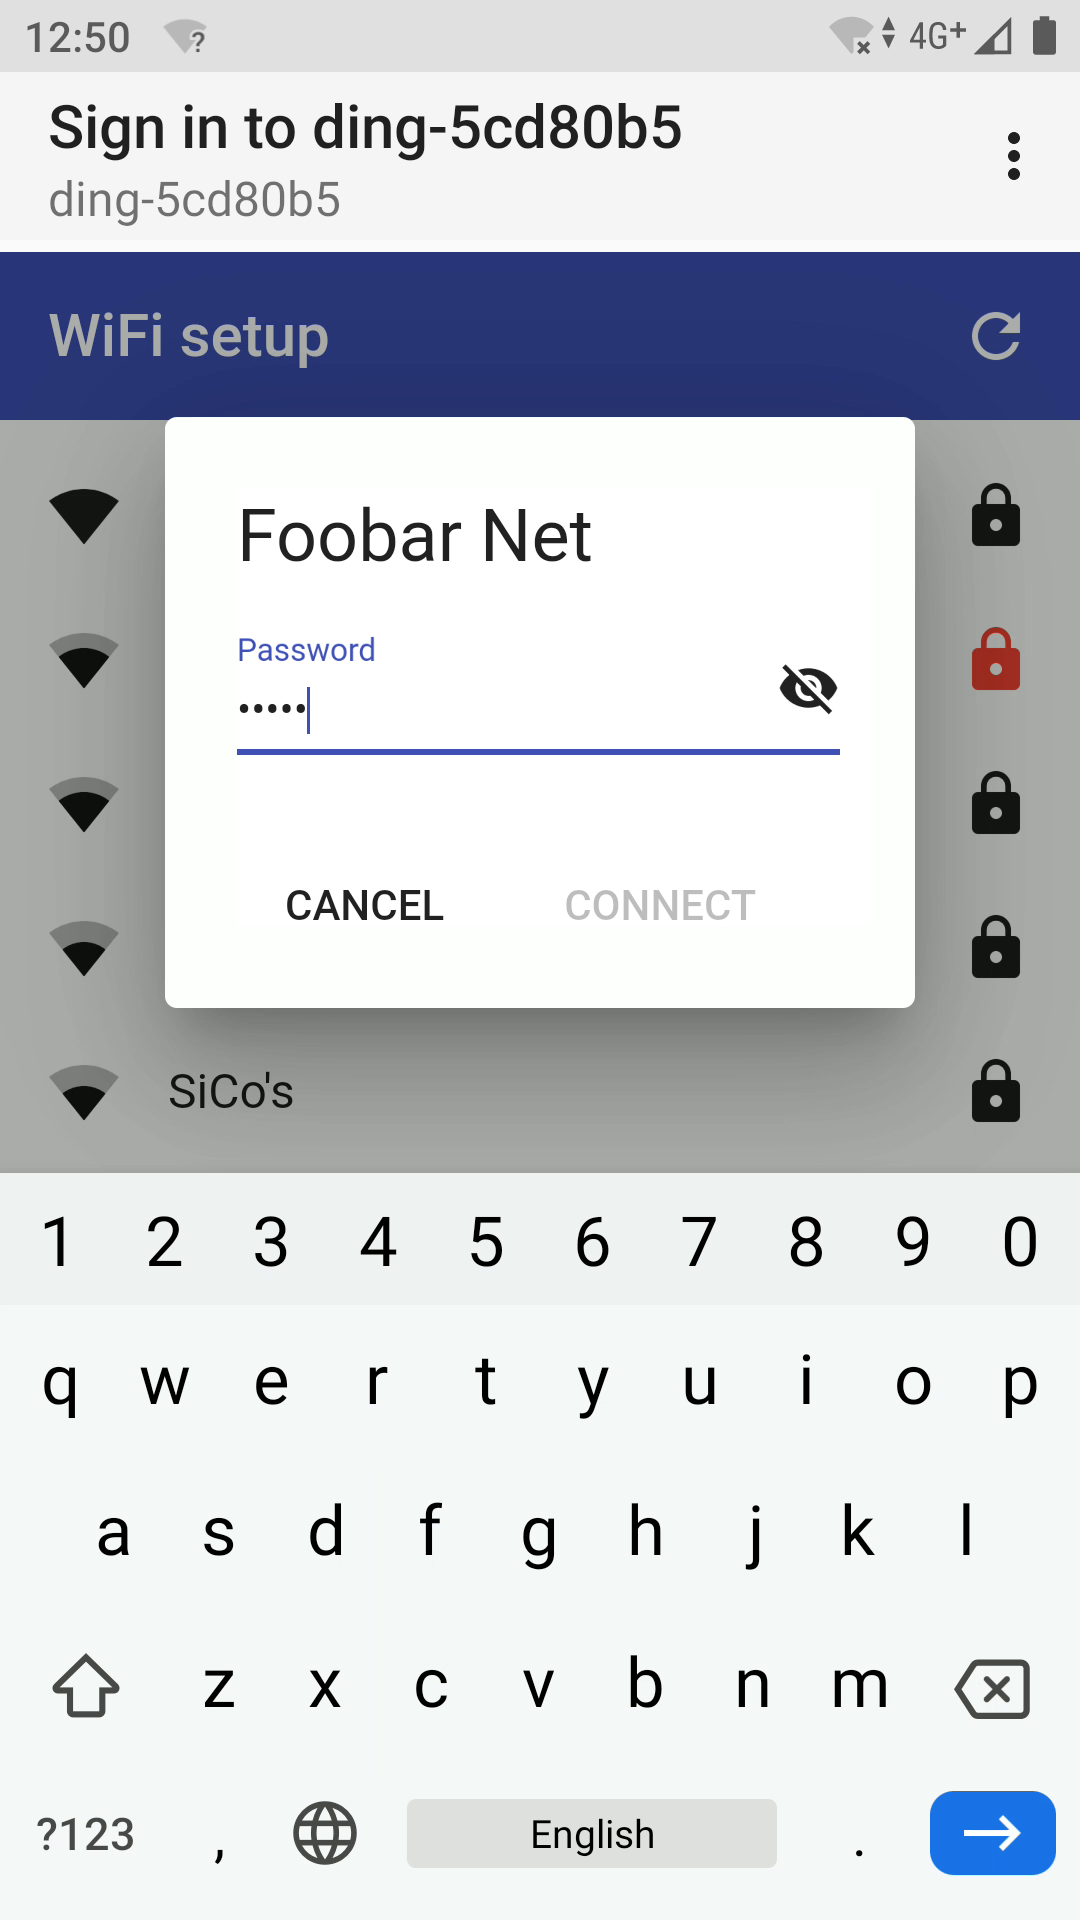 12:50
4G+
Sign in to ding-5cd80b5
ding-5cd80b5
WiFi setup
Foobar Net
Password
•••••
CANCEL CONNECT
SiCo's
1 2 3 4 5 6 7 8 9 0
q w e r t y u i o p
a s d f g h j k l
z x c v b n m
?123 , English .